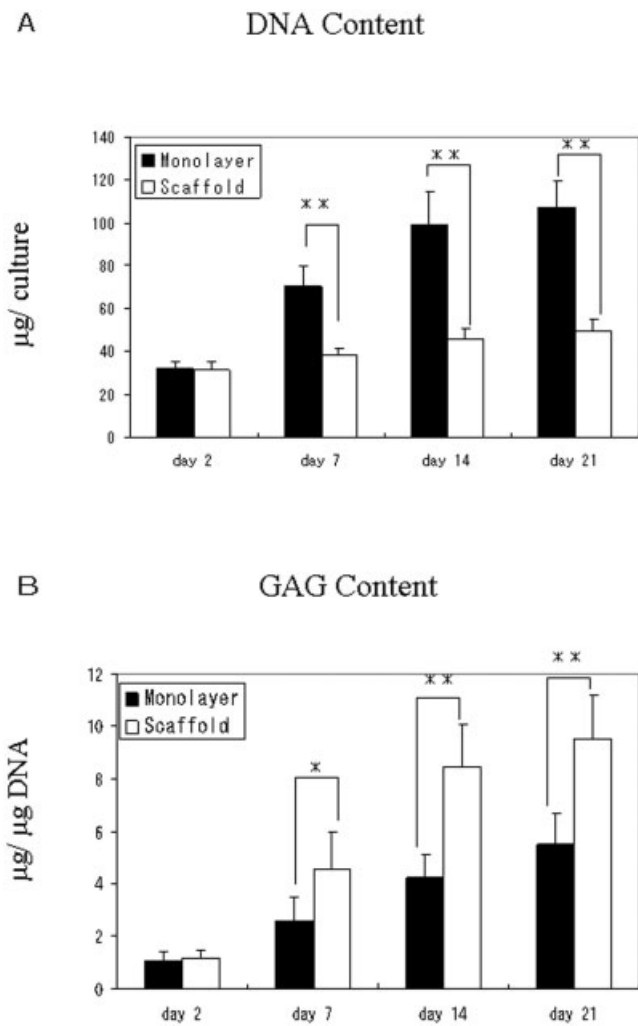 A
DNA Content
140
120
100
80
60
40
20
0
µg/ culture
Monolayer
Scaffold
**
**
**
day 2
day 7
day 14
day 21
B
GAG Content
12
10
8
6
4
2
0
µg/ µg DNA
Monolayer
Scaffold
*
**
**
day 2
day 7
day 14
day 21